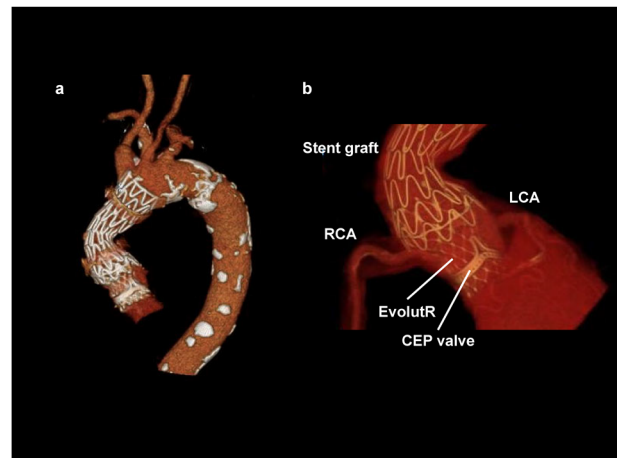 a
b
Stent graft
LCA
RCA
EvolutR
CEP valve